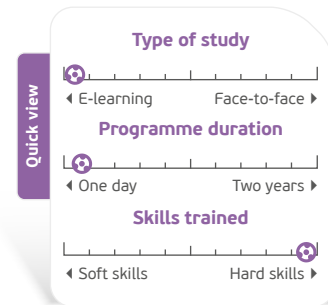 Quick view
Type of study
E-learning Face-to-face
Programme duration
One day Two years
Skills trained
Soft skills Hard skills